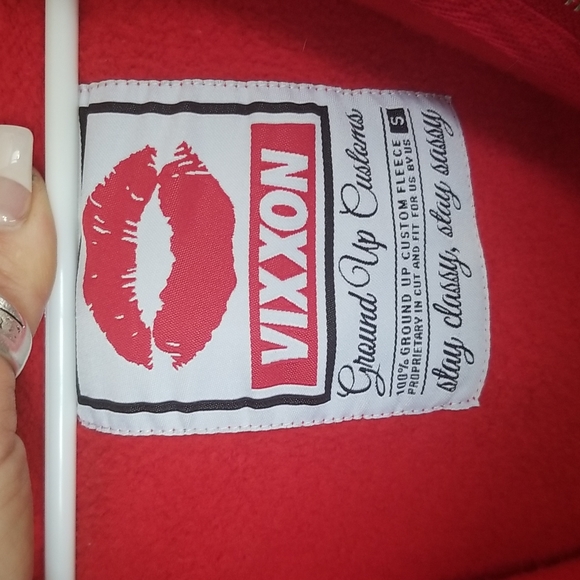 VIXXON
Ground Up Customs
100% GROUND UP CUSTOM FLEECE S
PROPRIETARY IN CUT AND FIT FOR US BY US
stay classy, stay sassy